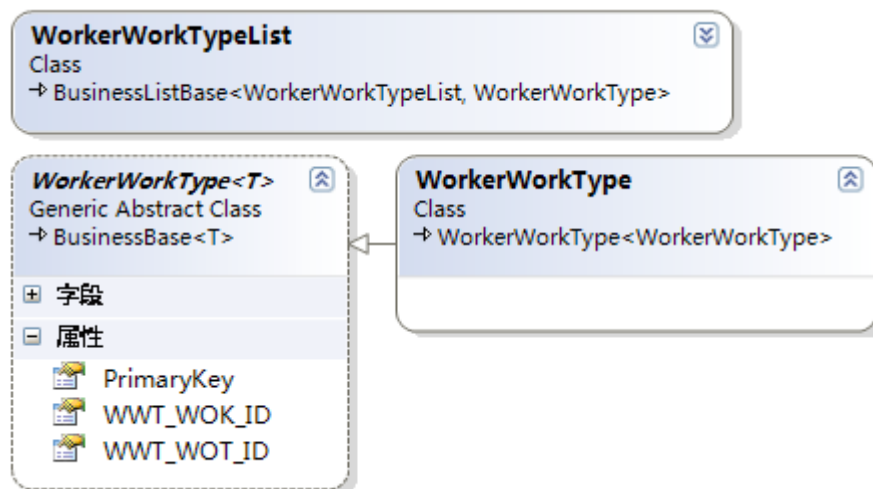 WorkerWorkTypeList
Class
BusinessListBase<WorkerWorkTypeList, WorkerWorkType>
WorkerWorkType<T>
Generic Abstract Class
BusinessBase<T>
字段
属性
PrimaryKey
WWT_WOK_ID
WWT_WOT_ID
WorkerWorkType
Class
WorkerWorkType<WorkerWorkType>